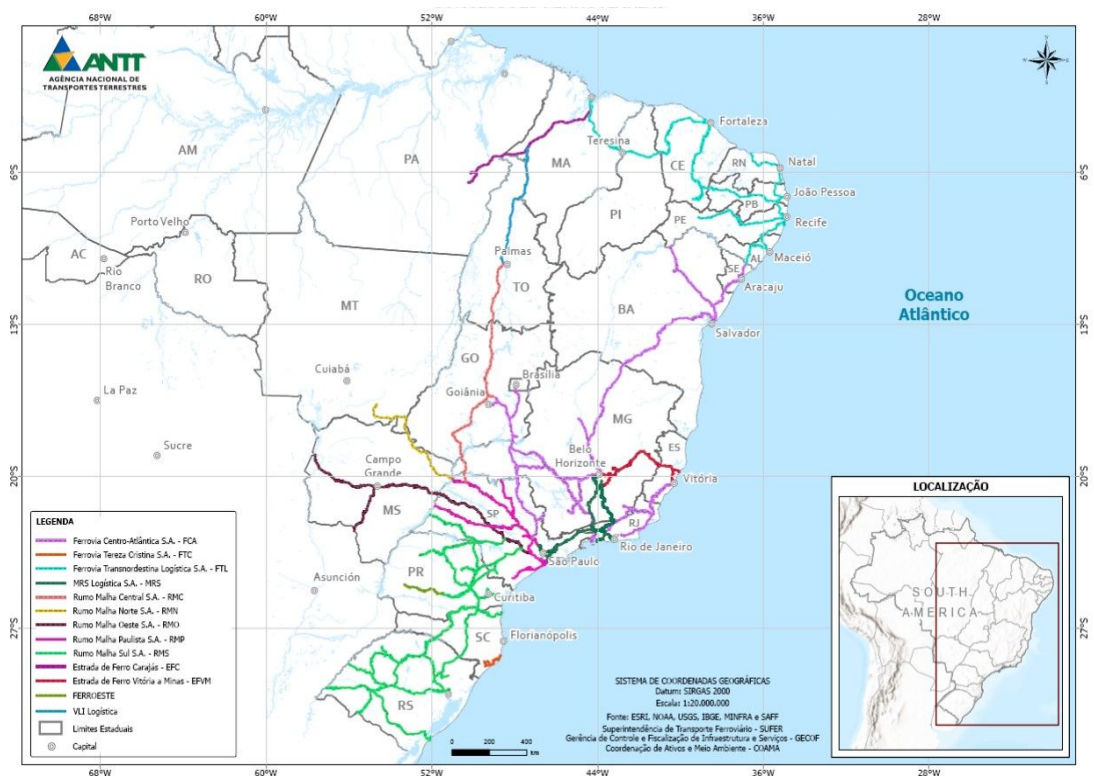 68°W 60°W 52°W 44°W 36°W 28°W
ANTT
AGÊNCIA NACIONAL DE
TRANSPORTES TERRESTRES
Fortaleza
Teresina
AM
PA
MA
CE
RN
Natal
6°S 6°S
João Pessoa
PB
PI
PE
Recife
Porto Velho
AC
Rio
Branco
RO
Palmas
TO
AL
Maceió
SE
Aracaju
MT
BA
Oceano
Atlântico
13°S 13°S
Salvador
GO
Cuiabá
Brasília
Goiânia
La Paz
MG
Sucre
Belo
Horizonte
ES
Campo
Grande
20°S 20°S
Vitória
MS
SP
RJ
Rio de Janeiro
São Paulo
Asunción
PR
Curitiba
27°S 27°S
SC
Florianópolis
RS
LEGENDA
Ferrovia Centro-Atlântica S.A. - FCA
Ferrovia Tereza Cristina S.A. - FTC
Ferrovia Transnordestina Logística S.A. - FTL
MRS Logística S.A. - MRS
Rumo Malha Central S.A. - RMC
Rumo Malha Norte S.A. - RMN
Rumo Malha Oeste S.A. - RMO
Rumo Malha Paulista S.A. - RMP
Rumo Malha Sul S.A. - RMS
Estrada de Ferro Carajás - EFC
Estrada de Ferro Vitória a Minas - EFVM
FERROESTE
VLI Logística
Limites Estaduais
Capital
0 200 400
km
SISTEMA DE COORDENADAS GEOGRÁFICAS
Datum: SIRGAS 2000
Escala: 1:20.000.000
Fonte: ESRI, NOAA, USGS, IBGE, MINFRA e SAFF
Superintendência de Transporte Ferroviário - SUFER
Gerência de Controle e Fiscalização de Infraestrutura e Serviços - GECOF
Coordenação de Ativos e Meio Ambiente - COAMA
LOCALIZAÇÃO
SOUTH
AMERICA
68°W 60°W 52°W 44°W 36°W 28°W